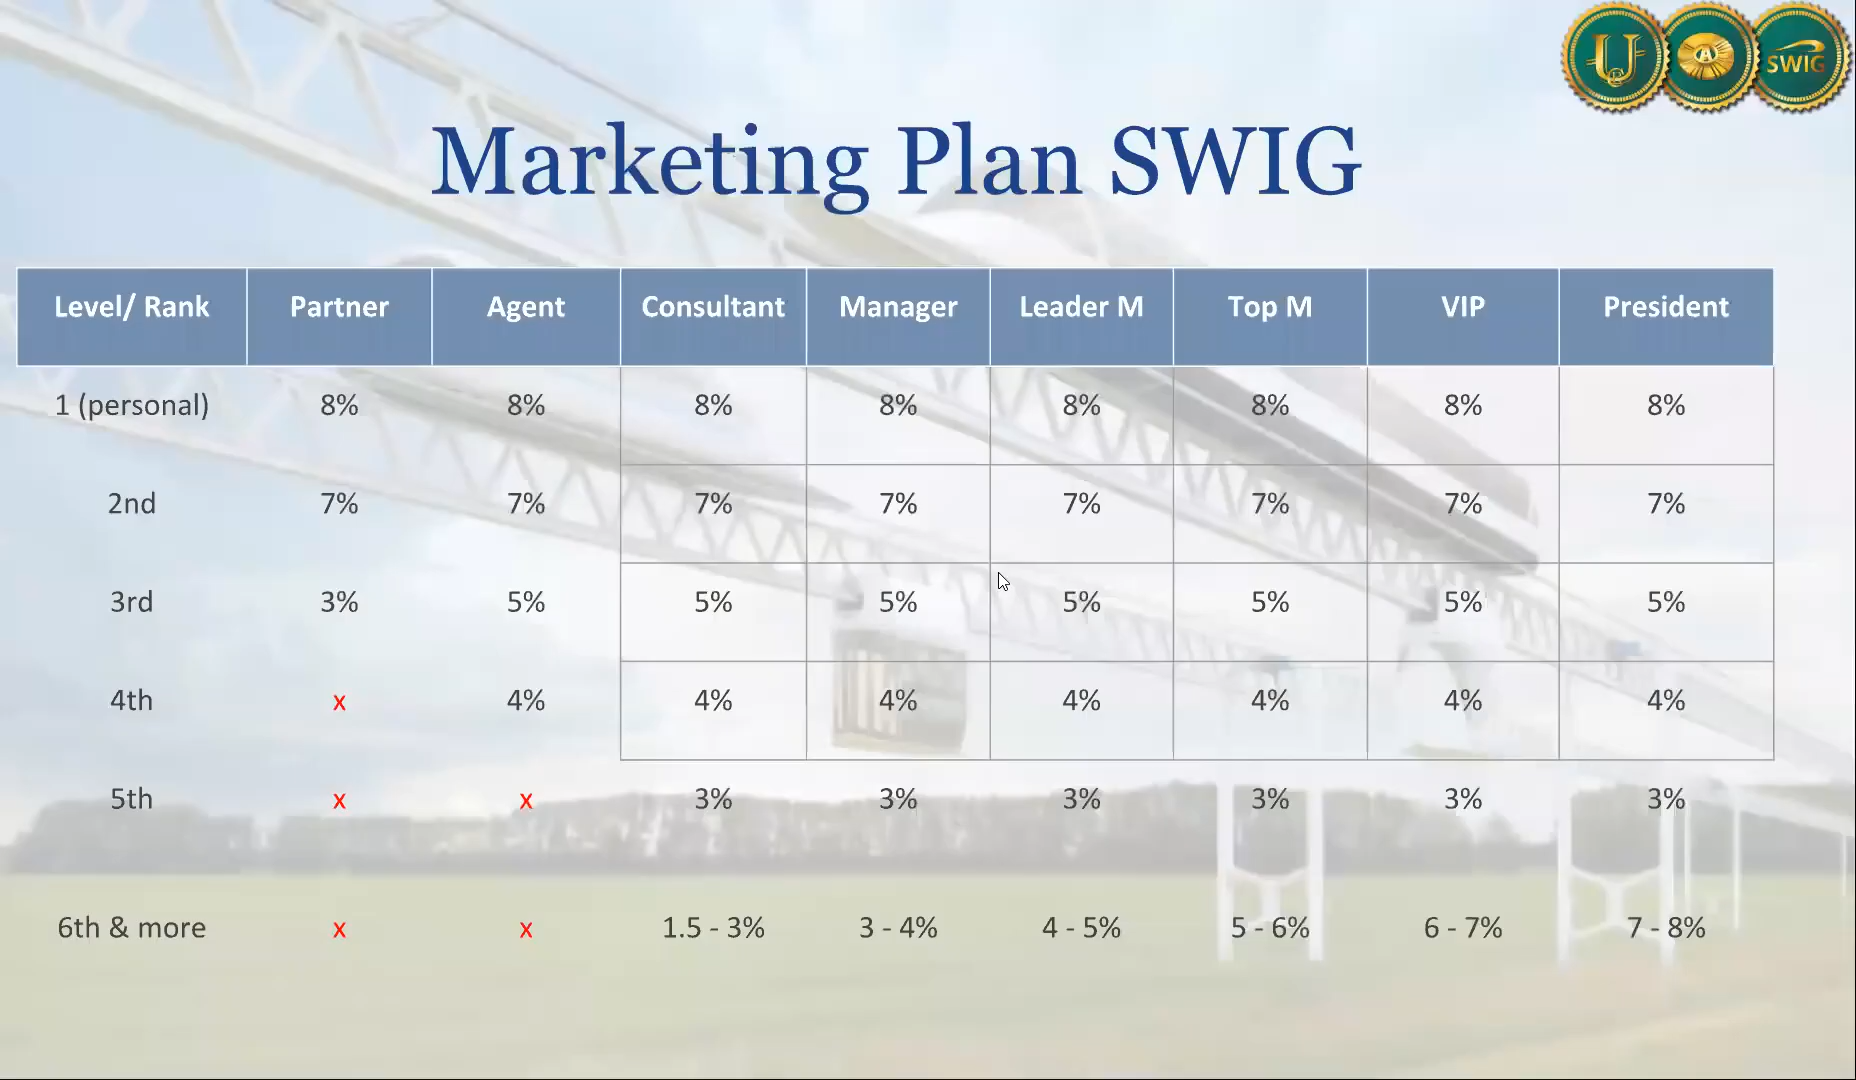 SWIG
Marketing Plan SWIG
Level/ Rank Partner Agent Consultant Manager Leader M Top M VIP President
1 (personal) 8% 8% 8% 8% 8% 8% 8% 8%
2nd 7% 7% 7% 7% 7% 7% 7% 7%
3rd 3% 5% 5% 5% 5% 5% 5% 5%
4th x 4% 4% 4% 4% 4% 4% 4%
5th x x 3% 3% 3% 3% 3% 3%
6th & more x x 1.5 - 3% 3 - 4% 4 - 5% 5 - 6% 6 - 7% 7 - 8%